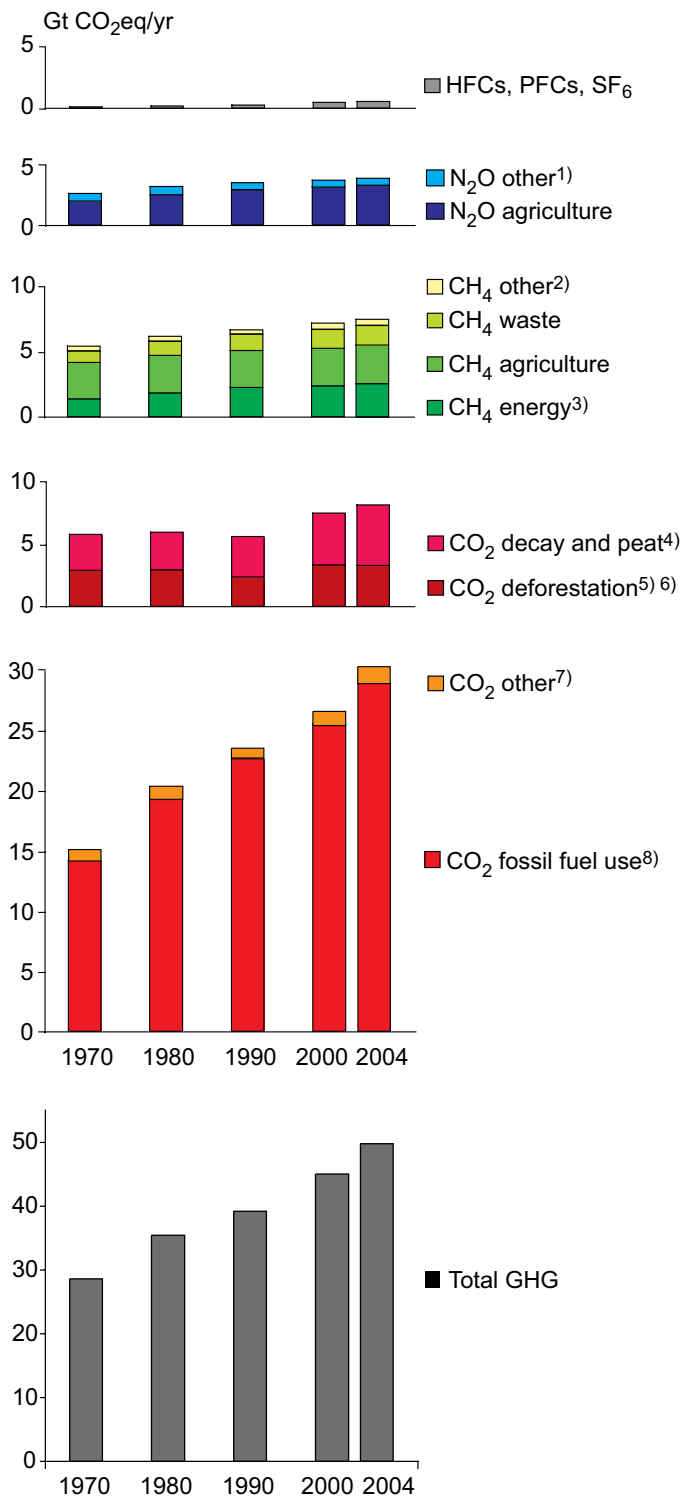 Gt CO₂eq/yr
5
0
HFCs, PFCs, SF₆
5
0
N₂O other¹⁾
N₂O agriculture
10
5
0
CH₄ other²⁾
CH₄ waste
CH₄ agriculture
CH₄ energy³⁾
10
5
0
CO₂ decay and peat⁴⁾
CO₂ deforestation⁵⁾ ⁶⁾
30
25
20
15
10
5
0
CO₂ other⁷⁾
CO₂ fossil fuel use⁸⁾
1970 1980 1990 2000 2004
50
40
30
20
10
0
Total GHG
1970 1980 1990 2000 2004